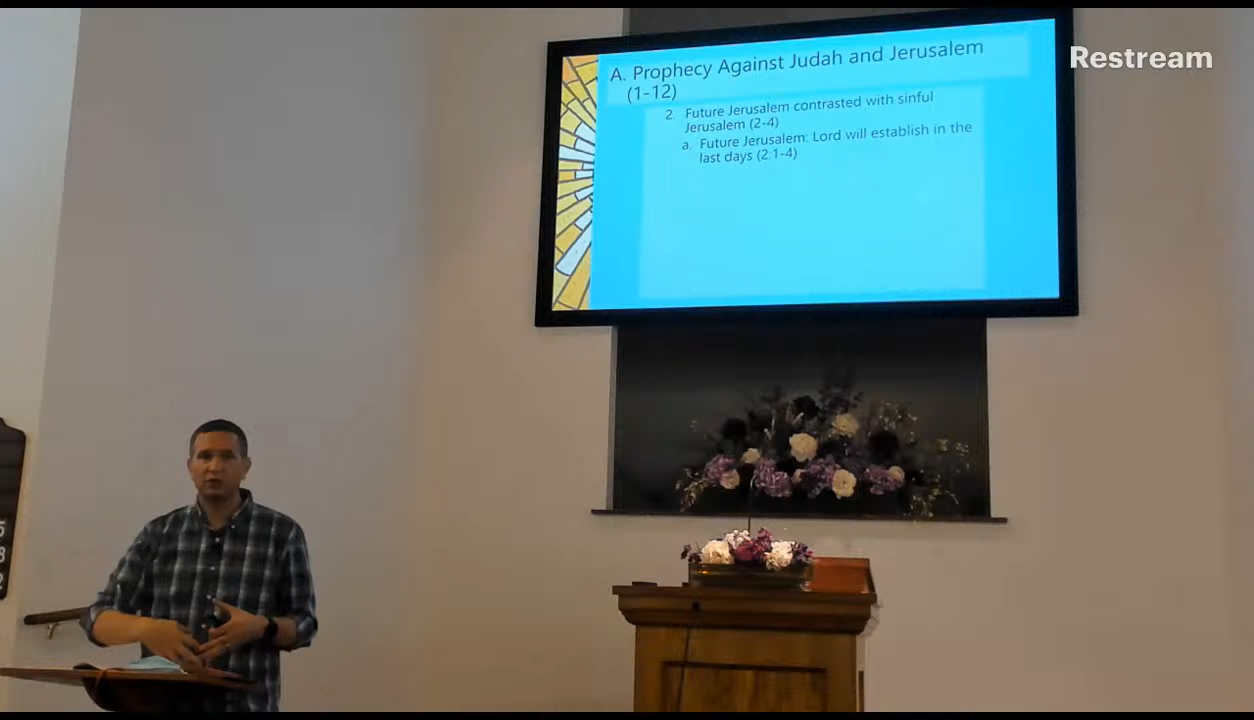 Restream
A. Prophecy Against Judah and Jerusalem
(1-12)
2. Future Jerusalem contrasted with sinful
Jerusalem (2-4)
a. Future Jerusalem: Lord will establish in the
last days (2:1-4)